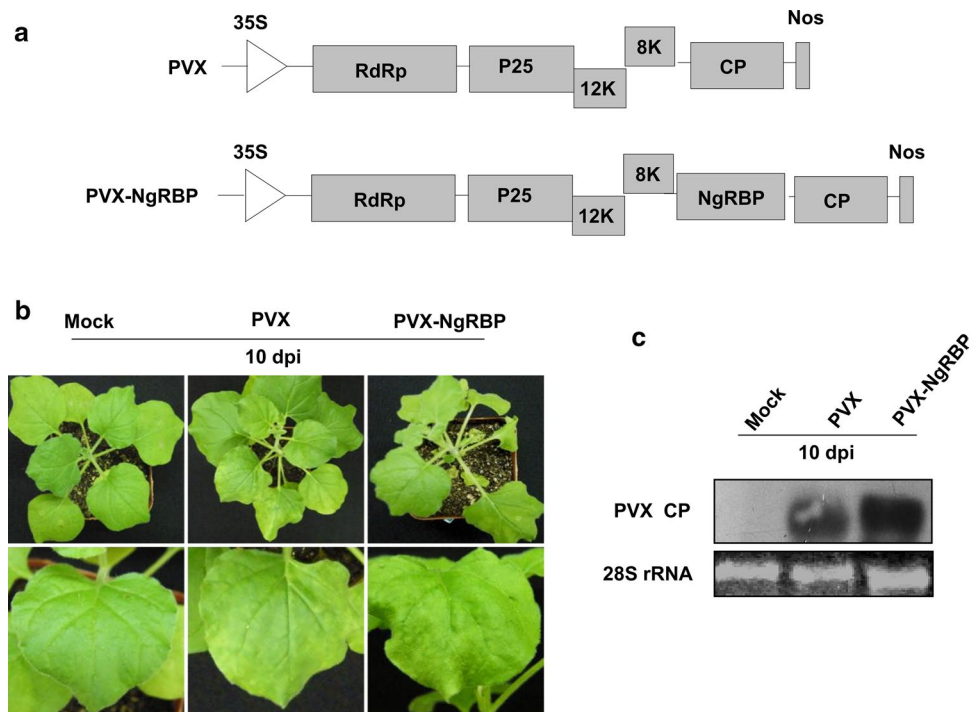 a
35S
Nos
PVX
RdRp
P25
12K
8K
CP
35S
Nos
PVX-NgRBP
RdRp
P25
12K
8K
NgRBP
CP
b
Mock
PVX
PVX-NgRBP
10 dpi
c
Mock
PVX
PVX-NgRBP
10 dpi
PVX CP
28S rRNA